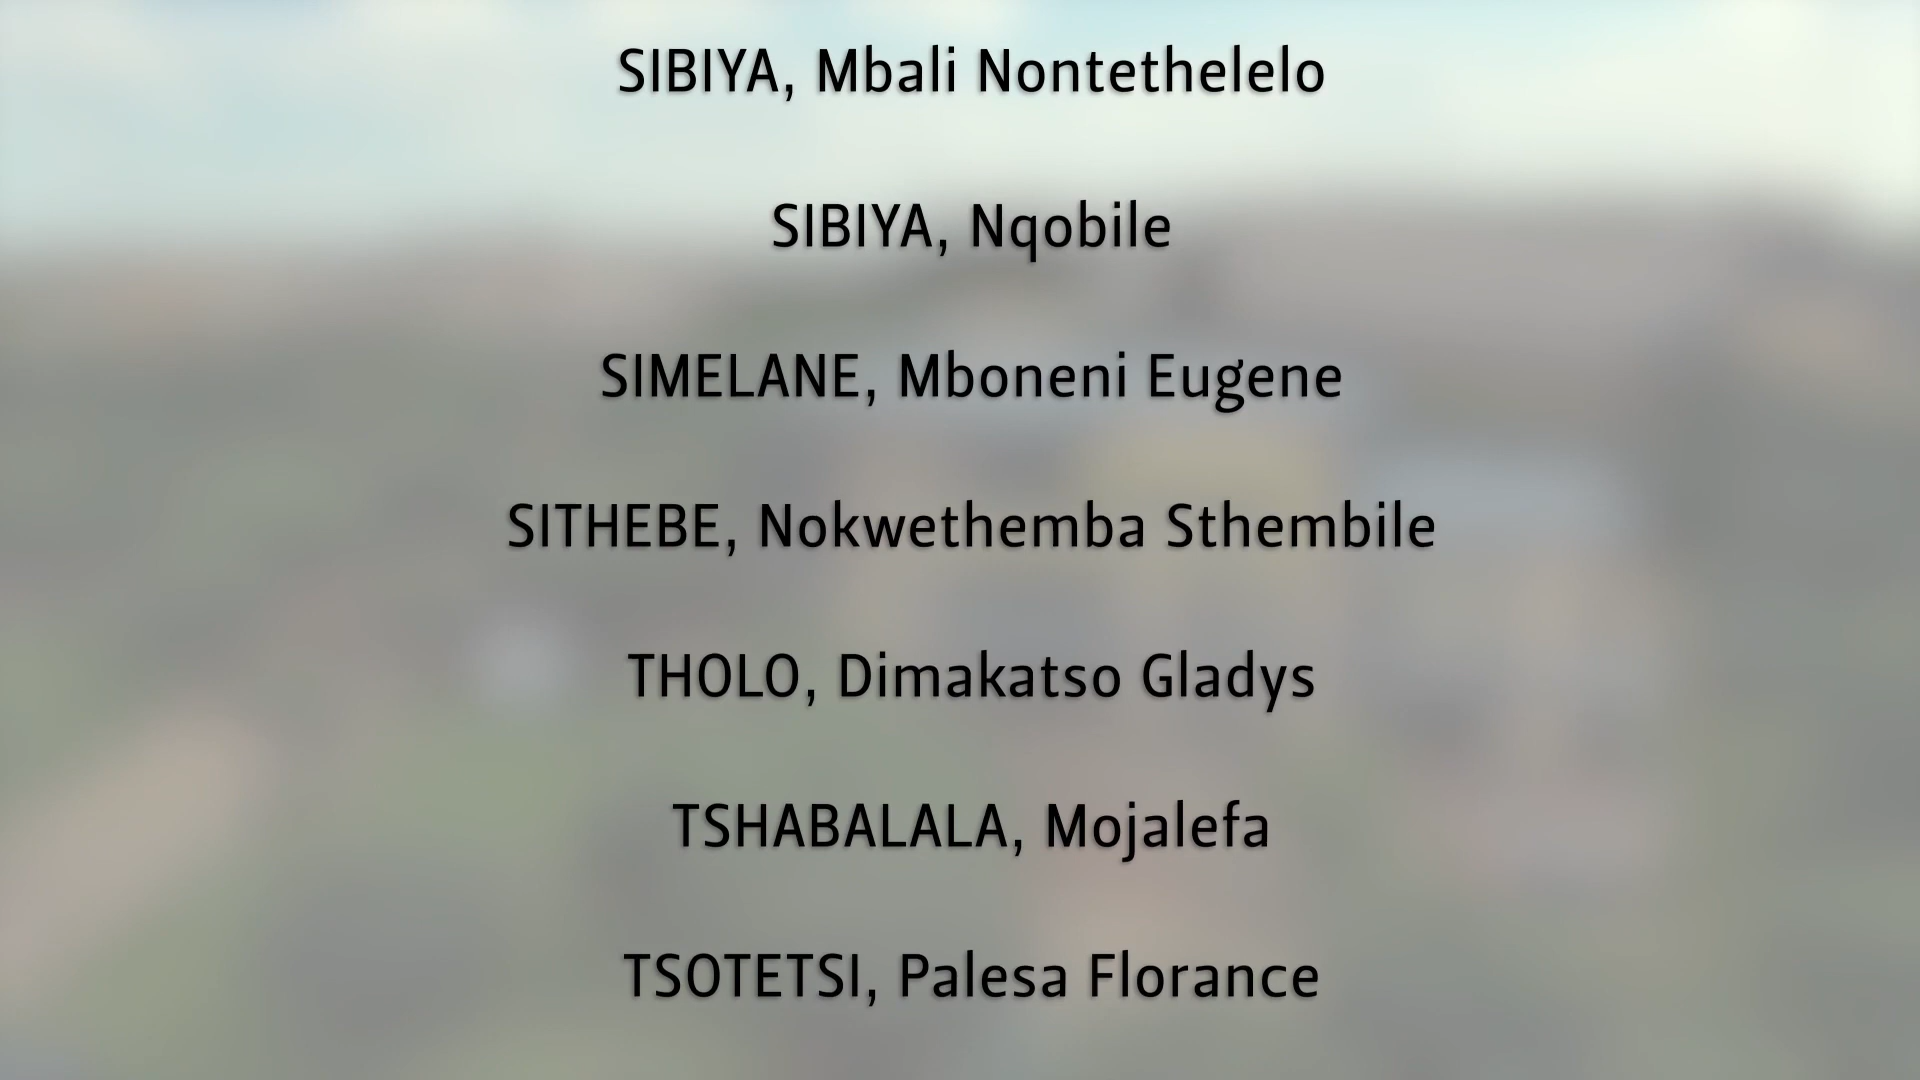 SIBIYA, Mbali Nontethelelo
SIBIYA, Nqobile
SIMELANE, Mboneni Eugene
SITHEBE, Nokwethemba Sthembile
THOLO, Dimakatso Gladys
TSHABALALA, Mojalefa
TSOTETSI, Palesa Florance